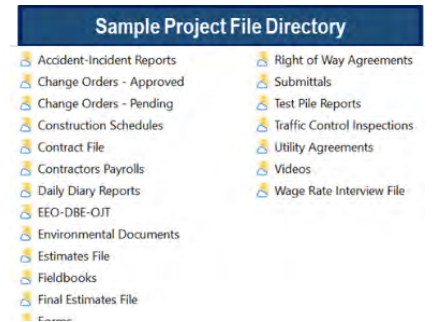 Sample Project File Directory
Accident-Incident Reports
Change Orders - Approved
Change Orders - Pending
Construction Schedules
Contract File
Contractors Payrolls
Daily Diary Reports
EEO-DBE-OJT
Environmental Documents
Estimates File
Fieldbooks
Final Estimates File
Forms
Right of Way Agreements
Submittals
Test Pile Reports
Traffic Control Inspections
Utility Agreements
Videos
Wage Rate Interview File